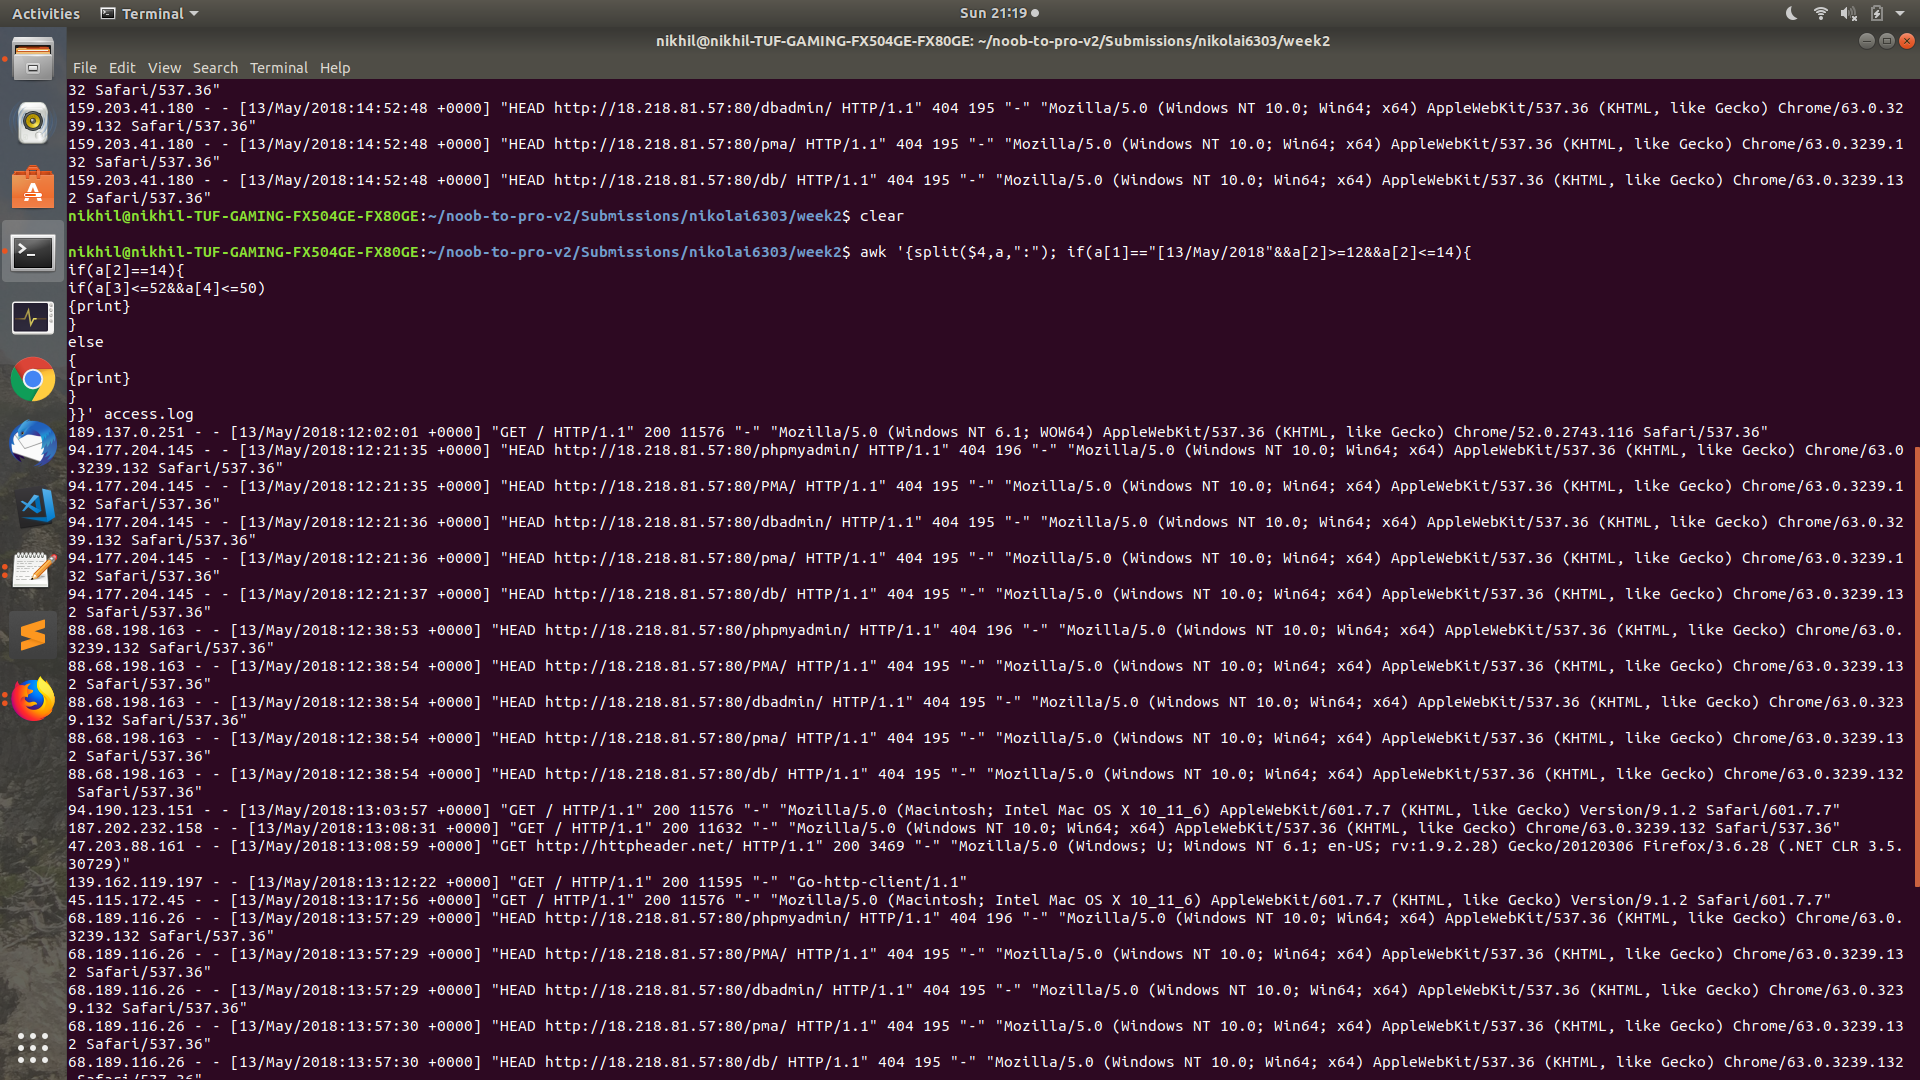 Activities Terminal Sun 21:19
nikhil@nikhil-TUF-GAMING-FX504GE-FX80GE: ~/noob-to-pro-v2/Submissions/nikolai6303/week2
File Edit View Search Terminal Help
32 Safari/537.36"
159.203.41.180 - - [13/May/2018:14:52:48 +0000] "HEAD http://18.218.81.57:80/dbadmin/ HTTP/1.1" 404 195 "-" "Mozilla/5.0 (Windows NT 10.0; Win64; x64) AppleWebKit/537.36 (KHTML, like Gecko) Chrome/63.0.32
39.132 Safari/537.36"
159.203.41.180 - - [13/May/2018:14:52:48 +0000] "HEAD http://18.218.81.57:80/pma/ HTTP/1.1" 404 195 "-" "Mozilla/5.0 (Windows NT 10.0; Win64; x64) AppleWebKit/537.36 (KHTML, like Gecko) Chrome/63.0.3239.1
32 Safari/537.36"
159.203.41.180 - - [13/May/2018:14:52:48 +0000] "HEAD http://18.218.81.57:80/db/ HTTP/1.1" 404 195 "-" "Mozilla/5.0 (Windows NT 10.0; Win64; x64) AppleWebKit/537.36 (KHTML, like Gecko) Chrome/63.0.3239.13
2 Safari/537.36"
nikhil@nikhil-TUF-GAMING-FX504GE-FX80GE:~/noob-to-pro-v2/Submissions/nikolai6303/week2$ clear
nikhil@nikhil-TUF-GAMING-FX504GE-FX80GE:~/noob-to-pro-v2/Submissions/nikolai6303/week2$ awk '{split($4,a,":"); if(a[1]=="[13/May/2018"&&a[2]>=12&&a[2]<=14){
if(a[2]==14){
if(a[3]<=52&&a[4]<=50)
{print}
}
else
{
{print}
}
}}' access.log
189.137.0.251 - - [13/May/2018:12:02:01 +0000] "GET / HTTP/1.1" 200 11576 "-" "Mozilla/5.0 (Windows NT 6.1; WOW64) AppleWebKit/537.36 (KHTML, like Gecko) Chrome/52.0.2743.116 Safari/537.36"
94.177.204.145 - - [13/May/2018:12:21:35 +0000] "HEAD http://18.218.81.57:80/phpmyadmin/ HTTP/1.1" 404 196 "-" "Mozilla/5.0 (Windows NT 10.0; Win64; x64) AppleWebKit/537.36 (KHTML, like Gecko) Chrome/63.0
.3239.132 Safari/537.36"
94.177.204.145 - - [13/May/2018:12:21:35 +0000] "HEAD http://18.218.81.57:80/PMA/ HTTP/1.1" 404 195 "-" "Mozilla/5.0 (Windows NT 10.0; Win64; x64) AppleWebKit/537.36 (KHTML, like Gecko) Chrome/63.0.3239.1
32 Safari/537.36"
94.177.204.145 - - [13/May/2018:12:21:36 +0000] "HEAD http://18.218.81.57:80/dbadmin/ HTTP/1.1" 404 195 "-" "Mozilla/5.0 (Windows NT 10.0; Win64; x64) AppleWebKit/537.36 (KHTML, like Gecko) Chrome/63.0.32
39.132 Safari/537.36"
94.177.204.145 - - [13/May/2018:12:21:36 +0000] "HEAD http://18.218.81.57:80/pma/ HTTP/1.1" 404 195 "-" "Mozilla/5.0 (Windows NT 10.0; Win64; x64) AppleWebKit/537.36 (KHTML, like Gecko) Chrome/63.0.3239.1
32 Safari/537.36"
94.177.204.145 - - [13/May/2018:12:21:37 +0000] "HEAD http://18.218.81.57:80/db/ HTTP/1.1" 404 195 "-" "Mozilla/5.0 (Windows NT 10.0; Win64; x64) AppleWebKit/537.36 (KHTML, like Gecko) Chrome/63.0.3239.13
2 Safari/537.36"
88.68.198.163 - - [13/May/2018:12:38:53 +0000] "HEAD http://18.218.81.57:80/phpmyadmin/ HTTP/1.1" 404 196 "-" "Mozilla/5.0 (Windows NT 10.0; Win64; x64) AppleWebKit/537.36 (KHTML, like Gecko) Chrome/63.0.
3239.132 Safari/537.36"
88.68.198.163 - - [13/May/2018:12:38:54 +0000] "HEAD http://18.218.81.57:80/PMA/ HTTP/1.1" 404 195 "-" "Mozilla/5.0 (Windows NT 10.0; Win64; x64) AppleWebKit/537.36 (KHTML, like Gecko) Chrome/63.0.3239.13
2 Safari/537.36"
88.68.198.163 - - [13/May/2018:12:38:54 +0000] "HEAD http://18.218.81.57:80/dbadmin/ HTTP/1.1" 404 195 "-" "Mozilla/5.0 (Windows NT 10.0; Win64; x64) AppleWebKit/537.36 (KHTML, like Gecko) Chrome/63.0.323
9.132 Safari/537.36"
88.68.198.163 - - [13/May/2018:12:38:54 +0000] "HEAD http://18.218.81.57:80/pma/ HTTP/1.1" 404 195 "-" "Mozilla/5.0 (Windows NT 10.0; Win64; x64) AppleWebKit/537.36 (KHTML, like Gecko) Chrome/63.0.3239.13
2 Safari/537.36"
88.68.198.163 - - [13/May/2018:12:38:54 +0000] "HEAD http://18.218.81.57:80/db/ HTTP/1.1" 404 195 "-" "Mozilla/5.0 (Windows NT 10.0; Win64; x64) AppleWebKit/537.36 (KHTML, like Gecko) Chrome/63.0.3239.132
Safari/537.36"
94.190.123.151 - - [13/May/2018:13:03:57 +0000] "GET / HTTP/1.1" 200 11576 "-" "Mozilla/5.0 (Macintosh; Intel Mac OS X 10_11_6) AppleWebKit/601.7.7 (KHTML, like Gecko) Version/9.1.2 Safari/601.7.7"
187.202.232.158 - - [13/May/2018:13:08:31 +0000] "GET / HTTP/1.1" 200 11632 "-" "Mozilla/5.0 (Windows NT 10.0; Win64; x64) AppleWebKit/537.36 (KHTML, like Gecko) Chrome/63.0.3239.132 Safari/537.36"
47.203.88.161 - - [13/May/2018:13:08:59 +0000] "GET http://httpheader.net/ HTTP/1.1" 200 3469 "-" "Mozilla/5.0 (Windows; U; Windows NT 6.1; en-US; rv:1.9.2.28) Gecko/20120306 Firefox/3.6.28 (.NET CLR 3.5.
30729)"
139.162.119.197 - - [13/May/2018:13:12:22 +0000] "GET / HTTP/1.1" 200 11595 "-" "Go-http-client/1.1"
45.115.172.45 - - [13/May/2018:13:17:56 +0000] "GET / HTTP/1.1" 200 11576 "-" "Mozilla/5.0 (Macintosh; Intel Mac OS X 10_11_6) AppleWebKit/601.7.7 (KHTML, like Gecko) Version/9.1.2 Safari/601.7.7"
68.189.116.26 - - [13/May/2018:13:57:29 +0000] "HEAD http://18.218.81.57:80/phpmyadmin/ HTTP/1.1" 404 196 "-" "Mozilla/5.0 (Windows NT 10.0; Win64; x64) AppleWebKit/537.36 (KHTML, like Gecko) Chrome/63.0.
3239.132 Safari/537.36"
68.189.116.26 - - [13/May/2018:13:57:29 +0000] "HEAD http://18.218.81.57:80/PMA/ HTTP/1.1" 404 195 "-" "Mozilla/5.0 (Windows NT 10.0; Win64; x64) AppleWebKit/537.36 (KHTML, like Gecko) Chrome/63.0.3239.13
2 Safari/537.36"
68.189.116.26 - - [13/May/2018:13:57:29 +0000] "HEAD http://18.218.81.57:80/dbadmin/ HTTP/1.1" 404 195 "-" "Mozilla/5.0 (Windows NT 10.0; Win64; x64) AppleWebKit/537.36 (KHTML, like Gecko) Chrome/63.0.323
9.132 Safari/537.36"
68.189.116.26 - - [13/May/2018:13:57:30 +0000] "HEAD http://18.218.81.57:80/pma/ HTTP/1.1" 404 195 "-" "Mozilla/5.0 (Windows NT 10.0; Win64; x64) AppleWebKit/537.36 (KHTML, like Gecko) Chrome/63.0.3239.13
2 Safari/537.36"
68.189.116.26 - - [13/May/2018:13:57:30 +0000] "HEAD http://18.218.81.57:80/db/ HTTP/1.1" 404 195 "-" "Mozilla/5.0 (Windows NT 10.0; Win64; x64) AppleWebKit/537.36 (KHTML, like Gecko) Chrome/63.0.3239.132